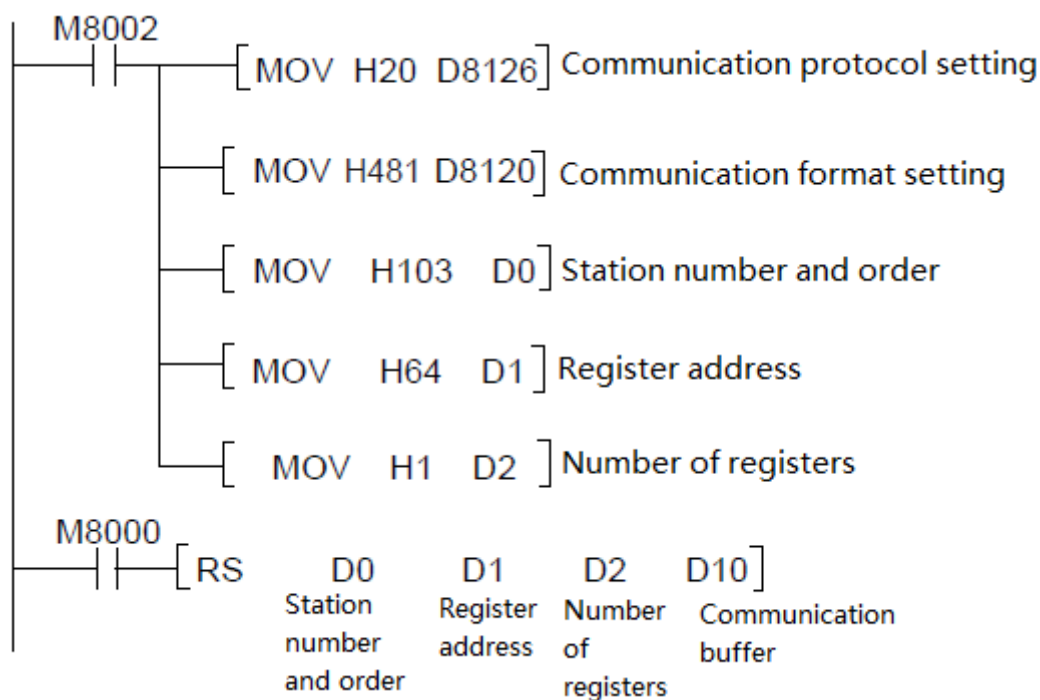 M8002
MOV H20 D8126 Communication protocol setting
MOV H481 D8120 Communication format setting
MOV H103 D0 Station number and order
MOV H64 D1 Register address
MOV H1 D2 Number of registers
M8000
RS D0 D1 D2 D10
Station Register Number Communication
number address of buffer
and order registers